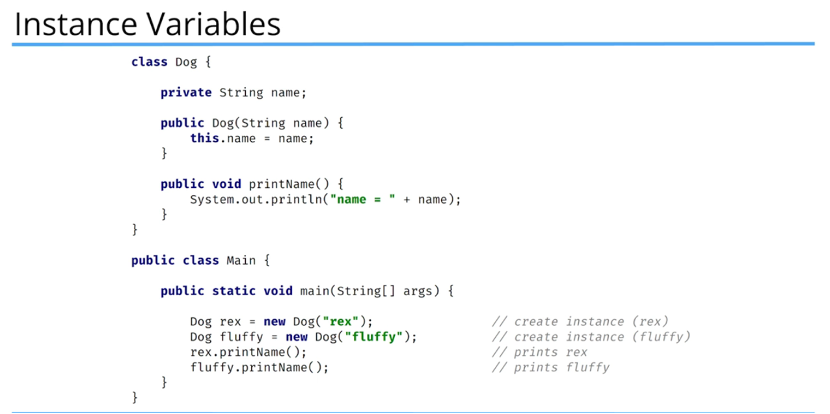 Instance Variables
class Dog {
private String name;
public Dog(String name) {
this.name = name;
}
public void printName() {
System.out.println("name = " + name);
}
}
public class Main {
public static void main(String[] args) {
Dog rex = new Dog("rex"); // create instance (rex)
Dog fluffy = new Dog("fluffy"); // create instance (fluffy)
rex.printName(); // prints rex
fluffy.printName(); // prints fluffy
}
}